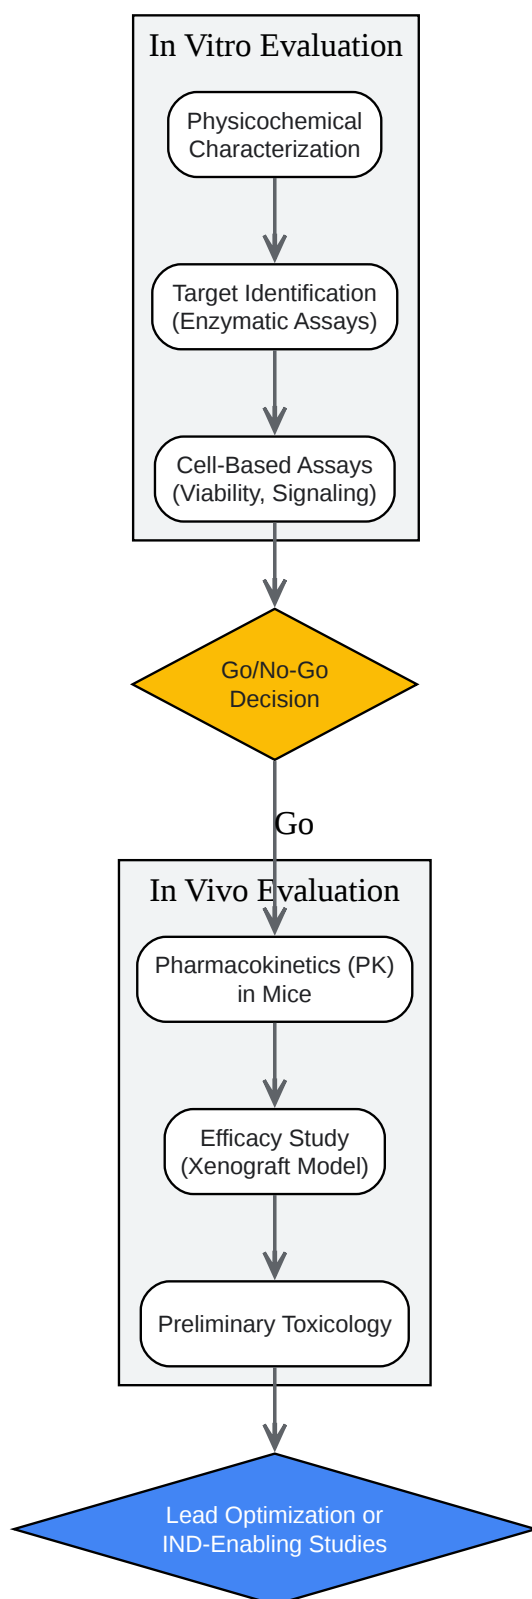 In Vitro Evaluation
Physicochemical
Characterization
Target Identification
(Enzymatic Assays)
Cell-Based Assays
(Viability, Signaling)
Go/No-Go
Decision
Go
In Vivo Evaluation
Pharmacokinetics (PK)
in Mice
Efficacy Study
(Xenograft Model)
Preliminary Toxicology
Lead Optimization or
IND-Enabling Studies